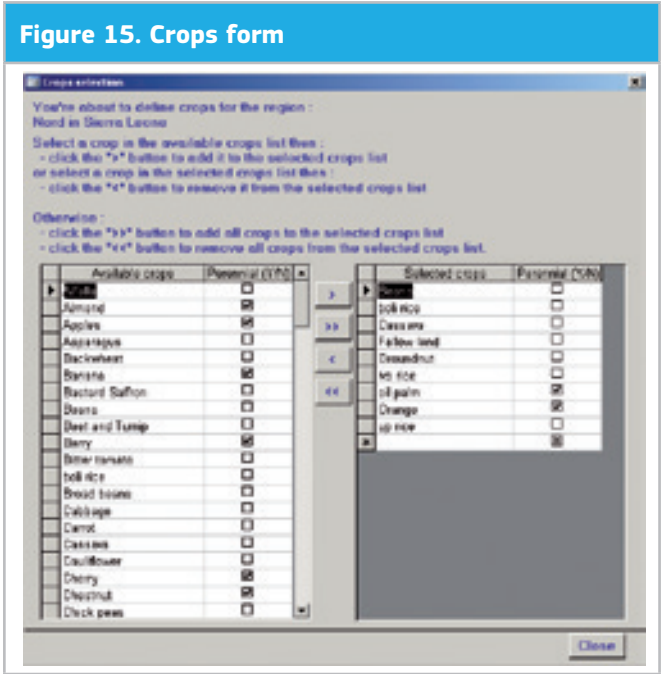 Figure 15. Crops form
Crops selection
You're about to define crops for the region :
Nord in Sierra Leone
Select a crop in the available crops list then :
- click the ">" button to add it to the selected crops list
or select a crop in the selected crops list then :
- click the "<" button to remove it from the selected crops list
Otherwise :
- click the ">>" button to add all crops to the selected crops list
- click the "<<" button to remove all crops from the selected crops list.
Available crops Perennial (Y/N)
Almond
Apples
Asparagus
Buckwheat
Banana
Bastard Saffron
Beans
Beet and Turnip
Berry
Bitter tomato
boli rice
Broad beans
Cabbage
Carrot
Cassava
Cauliflower
Cherry
Chestnut
Chick peas
>
>>
<
<<
Selected crops Perennial (Y/N)
boli rice
Cassava
Fallow land
Groundnut
ivs rice
oil palm
Orange
up rice
Close